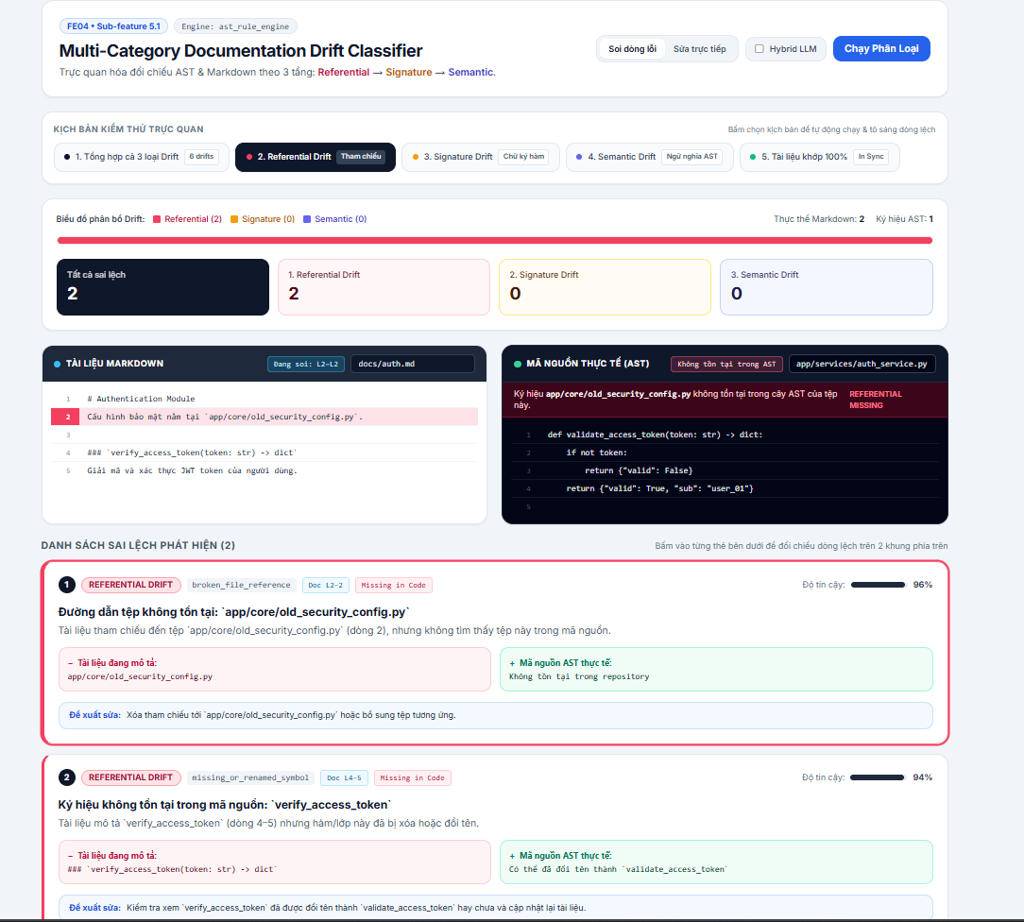 FE04 • Sub-feature 5.1 Engine: ast_rule_engine
Multi-Category Documentation Drift Classifier
Trực quan hóa đối chiếu AST & Markdown theo 3 tầng: Referential → Signature → Semantic.
Soi dòng lỗi Sửa trực tiếp Hybrid LLM Chạy Phân Loại
KỊCH BẢN KIỂM THỬ TRỰC QUAN
Bấm chọn kịch bản để tự động chạy & tô sáng dòng lệch
1. Tổng hợp cả 3 loại Drift 6 drifts
2. Referential Drift Tham chiếu
3. Signature Drift Chữ ký hàm
4. Semantic Drift Ngữ nghĩa AST
5. Tài liệu khớp 100% In Sync
Biểu đồ phân bố Drift: Referential (2) Signature (0) Semantic (0)
Thực thể Markdown: 2 Ký hiệu AST: 1
Tất cả sai lệch
2
1. Referential Drift
2
2. Signature Drift
0
3. Semantic Drift
0
TÀI LIỆU MARKDOWN Đang soi: L2-L2 docs/auth.md
1 # Authentication Module
2 Cấu hình bảo mật nằm tại `app/core/old_security_config.py`.
3
4 ### `verify_access_token(token: str) -> dict`
5 Giải mã và xác thực JWT token của người dùng.
MÃ NGUỒN THỰC TẾ (AST) Không tồn tại trong AST app/services/auth_service.py
Ký hiệu app/core/old_security_config.py không tồn tại trong cây AST của tệp
này.
REFERENTIAL
MISSING
1 def validate_access_token(token: str) -> dict:
2 if not token:
3 return {"valid": False}
4 return {"valid": True, "sub": "user_01"}
5
DANH SÁCH SAI LỆCH PHÁT HIỆN (2)
Bấm vào từng thẻ bên dưới để đối chiếu dòng lệch trên 2 khung phía trên
1 REFERENTIAL DRIFT broken_file_reference Doc L2-2 Missing in Code
Độ tin cậy: 96%
Đường dẫn tệp không tồn tại: `app/core/old_security_config.py`
Tài liệu tham chiếu đến tệp `app/core/old_security_config.py` (dòng 2), nhưng không tìm thấy tệp này trong mã nguồn.
− Tài liệu đang mô tả:
app/core/old_security_config.py
+ Mã nguồn AST thực tế:
Không tồn tại trong repository
Đề xuất sửa: Xóa tham chiếu tới `app/core/old_security_config.py` hoặc bổ sung tệp tương ứng.
2 REFERENTIAL DRIFT missing_or_renamed_symbol Doc L4-5 Missing in Code
Độ tin cậy: 94%
Ký hiệu không tồn tại trong mã nguồn: `verify_access_token`
Tài liệu mô tả `verify_access_token` (dòng 4–5) nhưng hàm/lớp này đã bị xóa hoặc đổi tên.
− Tài liệu đang mô tả:
### `verify_access_token(token: str) -> dict`
+ Mã nguồn AST thực tế:
Có thể đã đổi tên thành `validate_access_token`
Đề xuất sửa: Kiểm tra xem `verify_access_token` đã được đổi tên thành `validate_access_token` hay chưa và cập nhật lại tài liệu.